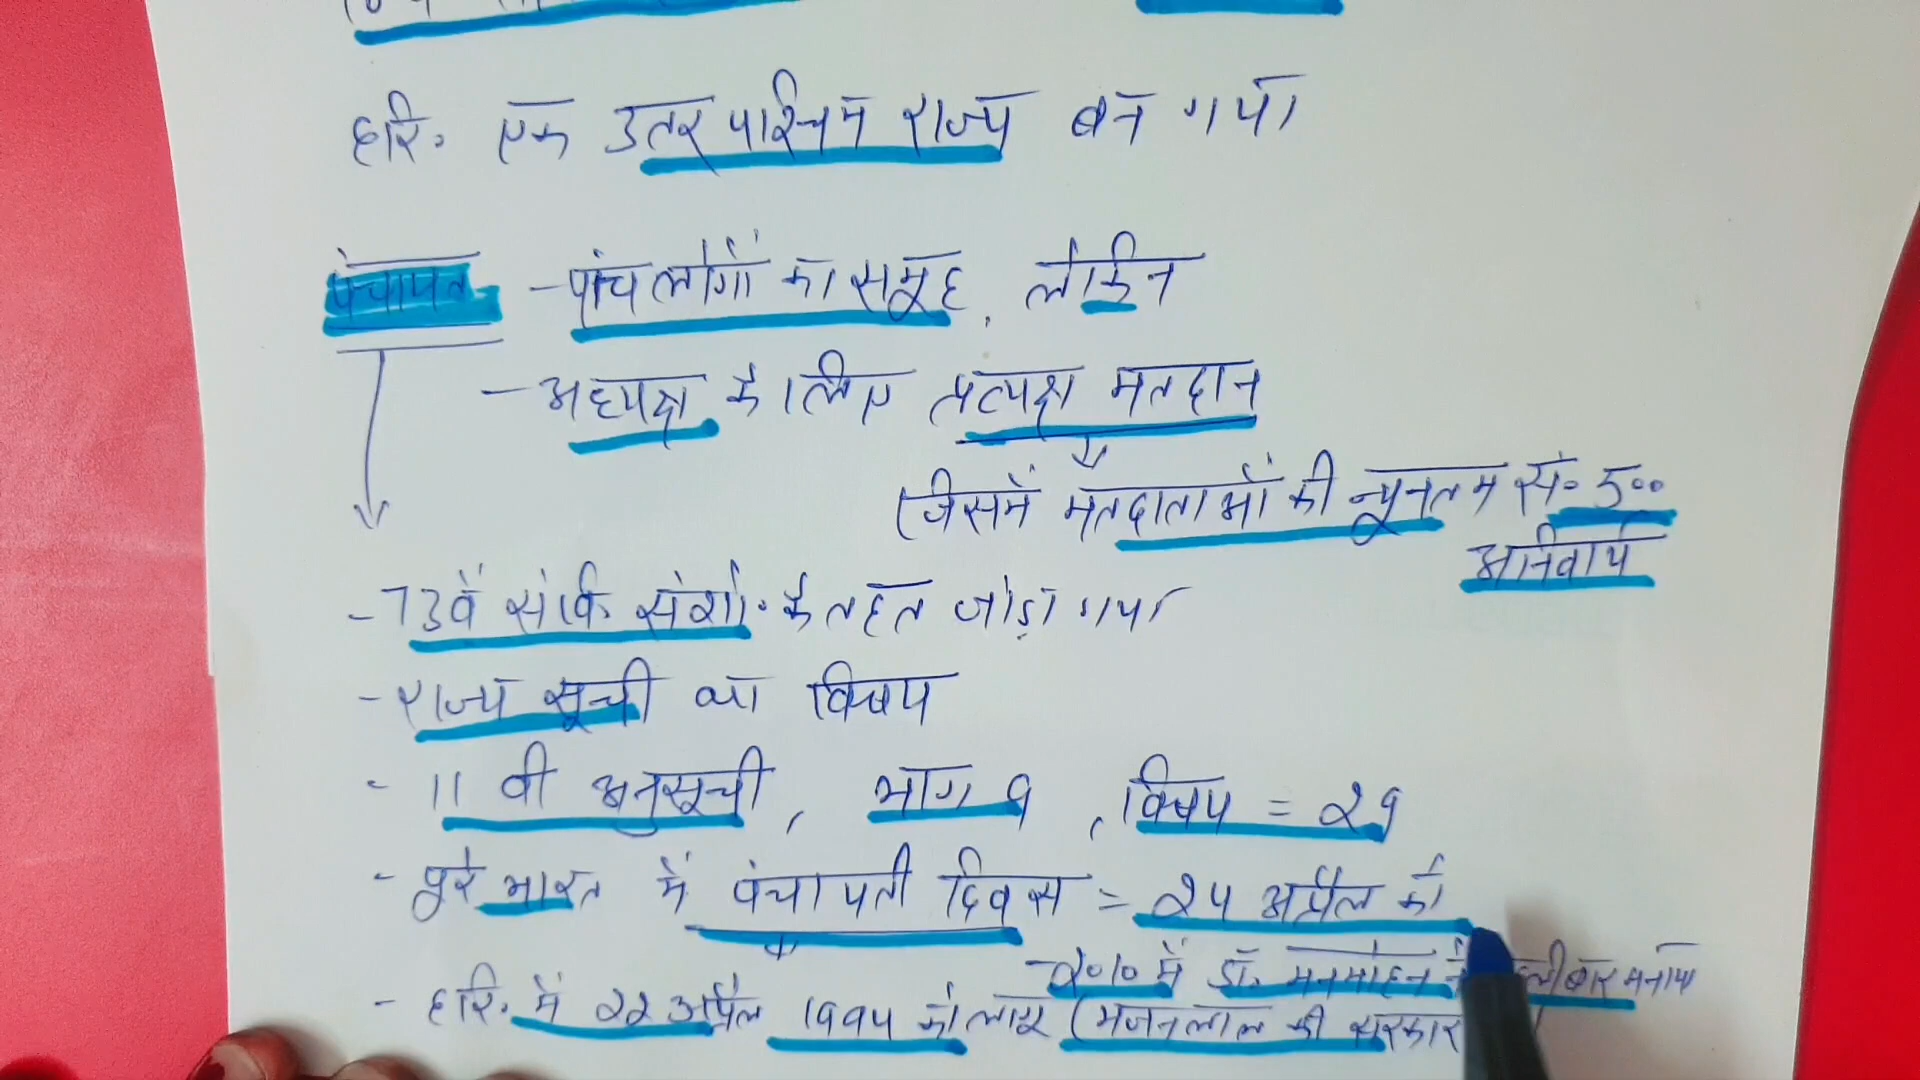 हरि॰ एक उत्तर पश्चिम राज्य बन गया
पंचायत - पांच लोगों का समूह, लेकिन
- अध्यक्ष के लिए प्रत्यक्ष मतदान
(जिसमें मतदाताओं की न्यूनतम सं॰ 500
अनिवार्य
- 73वें संवि॰ संशो॰ के तहत जोड़ा गया
- राज्य सूची का विषय
- 11 वी अनुसूची, भाग 9, विषय = 29
- पूरे भारत में पंचायती दिवस = 24 अप्रैल को
- 2010 में डॉ. मनमोहन ने बार मनाया
- हरि॰ में 22 अप्रैल 1994 को लागू (भजनलाल की सरकार